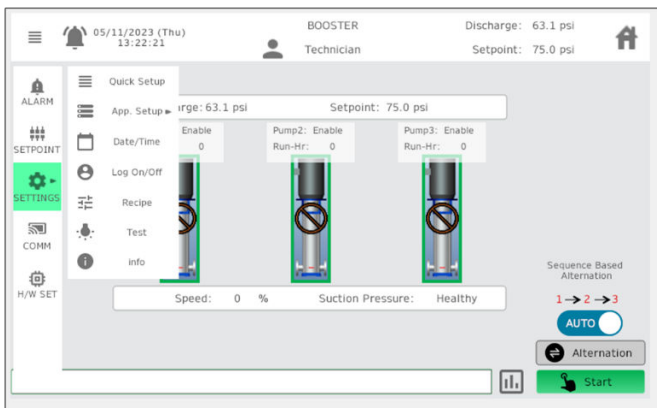 05/11/2023 (Thu)
13:22:21
BOOSTER
Technician
Discharge: 63.1 psi
Setpoint: 75.0 psi
ALARM
SETPOINT
SETTINGS
COMM
H/W SET
Quick Setup
App. Setup
Date/Time
Log On/Off
Recipe
Test
info
rge: 63.1 psi Setpoint: 75.0 psi
Enable
0
Pump2: Enable
Run-Hr: 0
Pump3: Enable
Run-Hr: 0
Speed: 0 % Suction Pressure: Healthy
Sequence Based
Alternation
1 → 2 → 3
AUTO
Alternation
Start